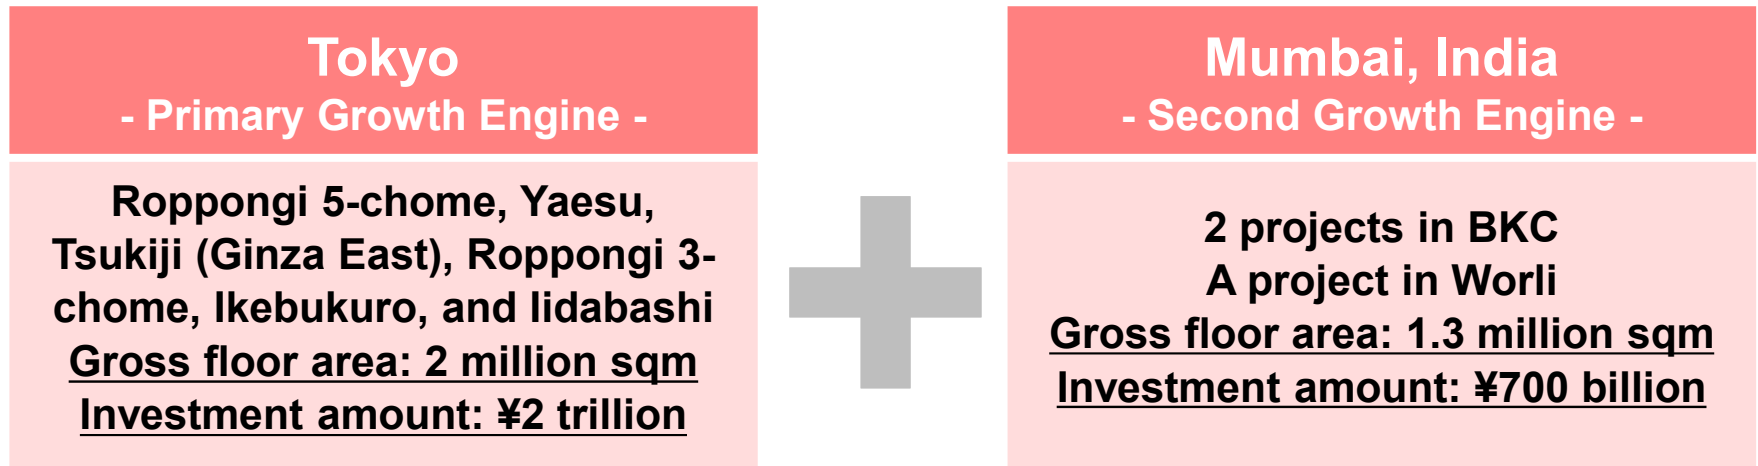 Tokyo
- Primary Growth Engine -
Roppongi 5-chome, Yaesu,
Tsukiji (Ginza East), Roppongi 3-
chome, Ikebukuro, and Iidabashi
Gross floor area: 2 million sqm
Investment amount: ¥2 trillion
Mumbai, India
- Second Growth Engine -
2 projects in BKC
A project in Worli
Gross floor area: 1.3 million sqm
Investment amount: ¥700 billion